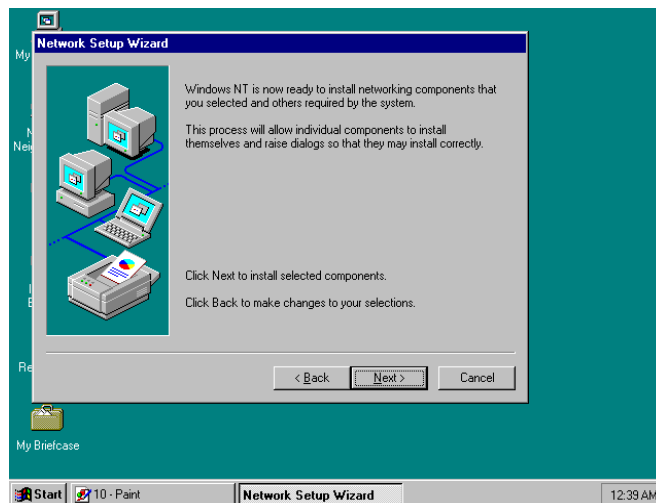 My
Network Setup Wizard
Windows NT is now ready to install networking components that
you selected and others required by the system.
This process will allow individual components to install
themselves and raise dialogs so that they may install correctly.
N
Nei
I
E
Click Next to install selected components.
Click Back to make changes to your selections.
Re
< Back
Next >
Cancel
My Briefcase
Start
10 - Paint
Network Setup Wizard
12:39 AM